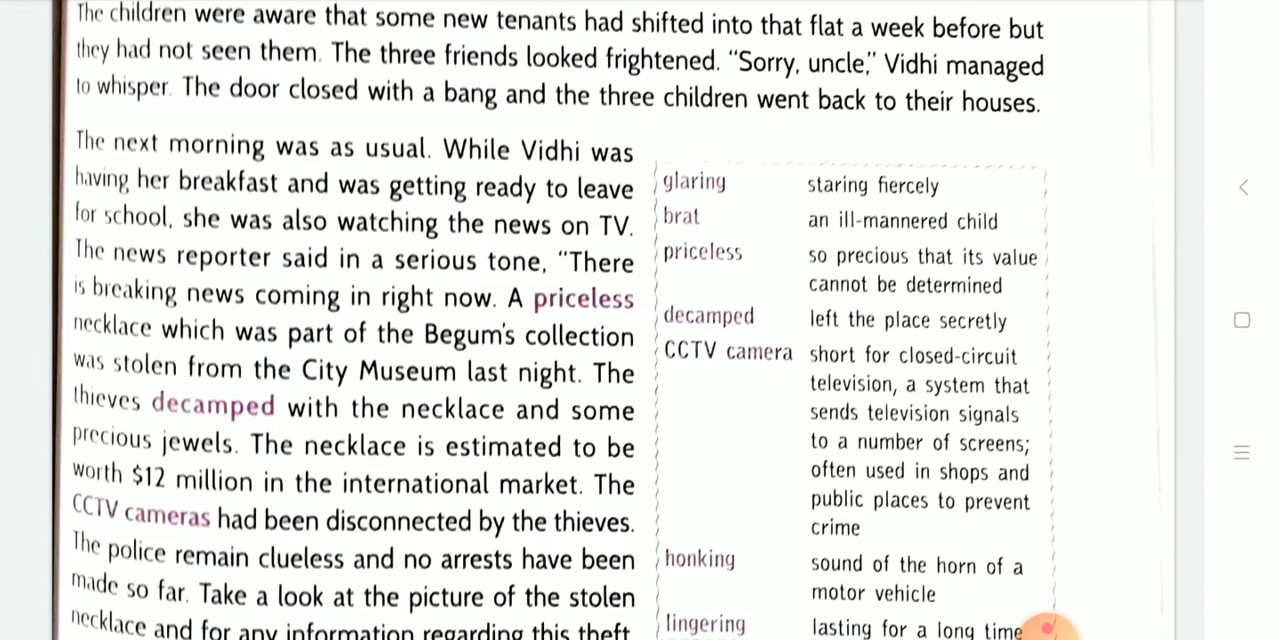 The children were aware that some new tenants had shifted into that flat a week before but
they had not seen them. The three friends looked frightened. “Sorry, uncle,” Vidhi managed
to whisper. The door closed with a bang and the three children went back to their houses.
The next morning was as usual. While Vidhi was
having her breakfast and was getting ready to leave
for school, she was also watching the news on TV.
The news reporter said in a serious tone, “There
is breaking news coming in right now. A priceless
necklace which was part of the Begum's collection
was stolen from the City Museum last night. The
thieves decamped with the necklace and some
precious jewels. The necklace is estimated to be
worth $12 million in the international market. The
CCTV cameras had been disconnected by the thieves.
The police remain clueless and no arrests have been
made so far. Take a look at the picture of the stolen
necklace and for any information regarding this theft
glaring staring fiercely
brat an ill-mannered child
priceless so precious that its value
cannot be determined
decamped left the place secretly
CCTV camera short for closed-circuit
television, a system that
sends television signals
to a number of screens;
often used in shops and
public places to prevent
crime
honking sound of the horn of a
motor vehicle
lingering lasting for a long time